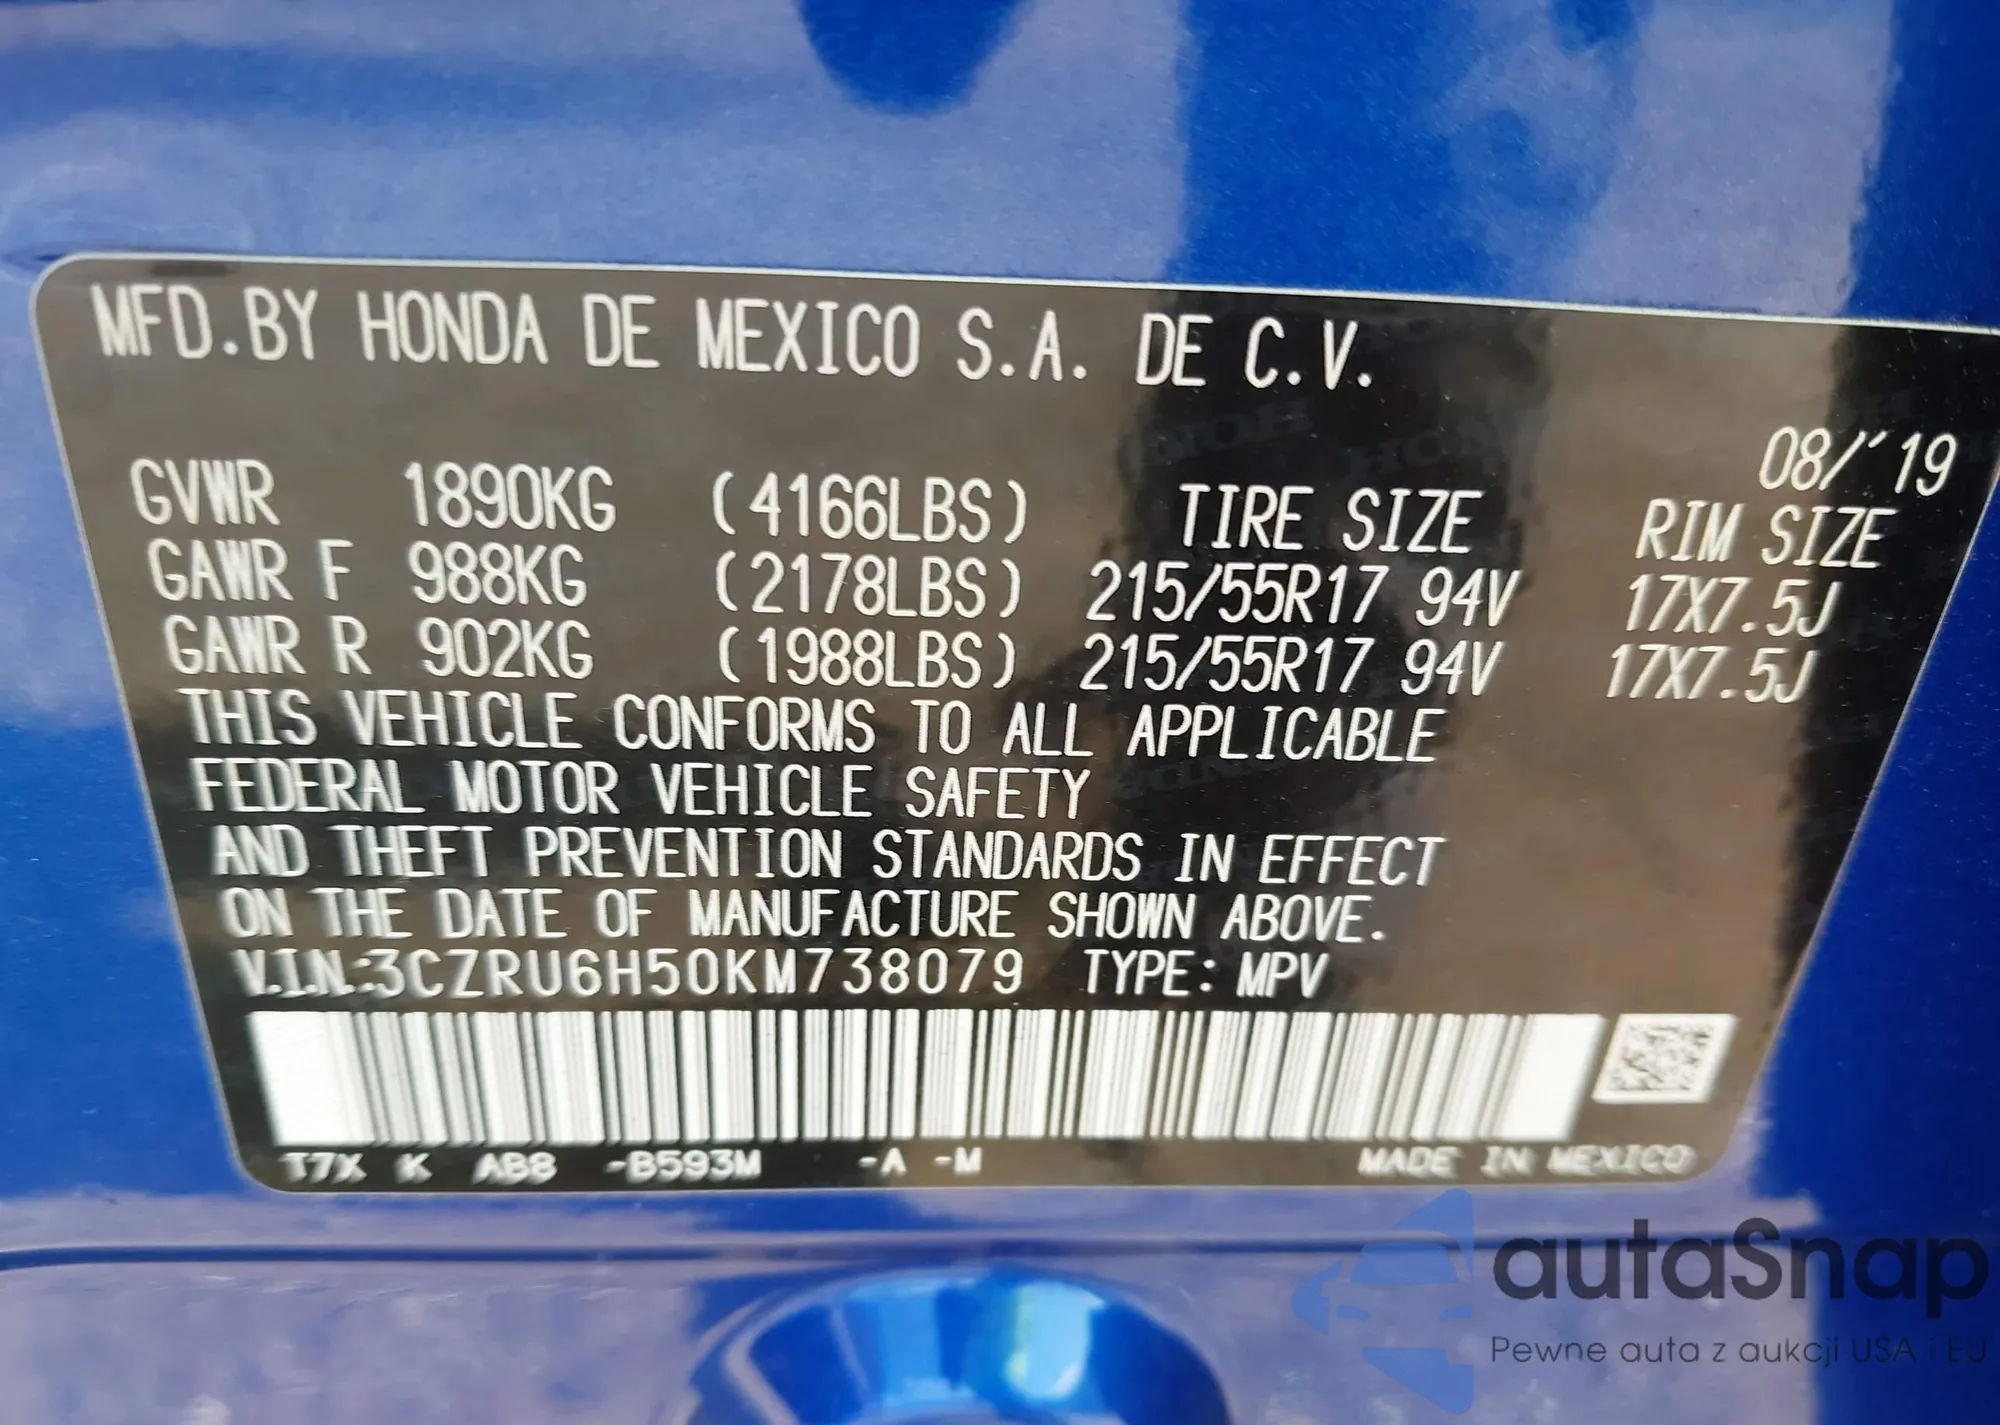 MFD.BY HONDA DE MEXICO S.A. DE C.V.
08/'19
GVWR 1890KG (4166LBS) TIRE SIZE RIM SIZE
GAWR F 988KG (2178LBS) 215/55R17 94V 17X7.5J
GAWR R 902KG (1988LBS) 215/55R17 94V 17X7.5J
THIS VEHICLE CONFORMS TO ALL APPLICABLE
FEDERAL MOTOR VEHICLE SAFETY
AND THEFT PREVENTION STANDARDS IN EFFECT
ON THE DATE OF MANUFACTURE SHOWN ABOVE.
V.I.N.:3CZRU6H50KM738079 TYPE: MPV
T7X K AB8 -B593M -A -M MADE IN MEXICO
autaSnap
Pewne auta z aukcji USA i EU